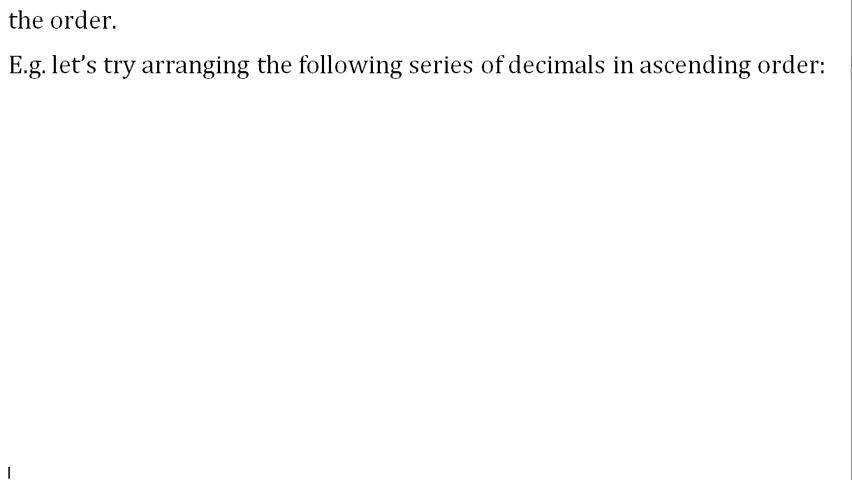 the order.
E.g. let’s try arranging the following series of decimals in ascending order: